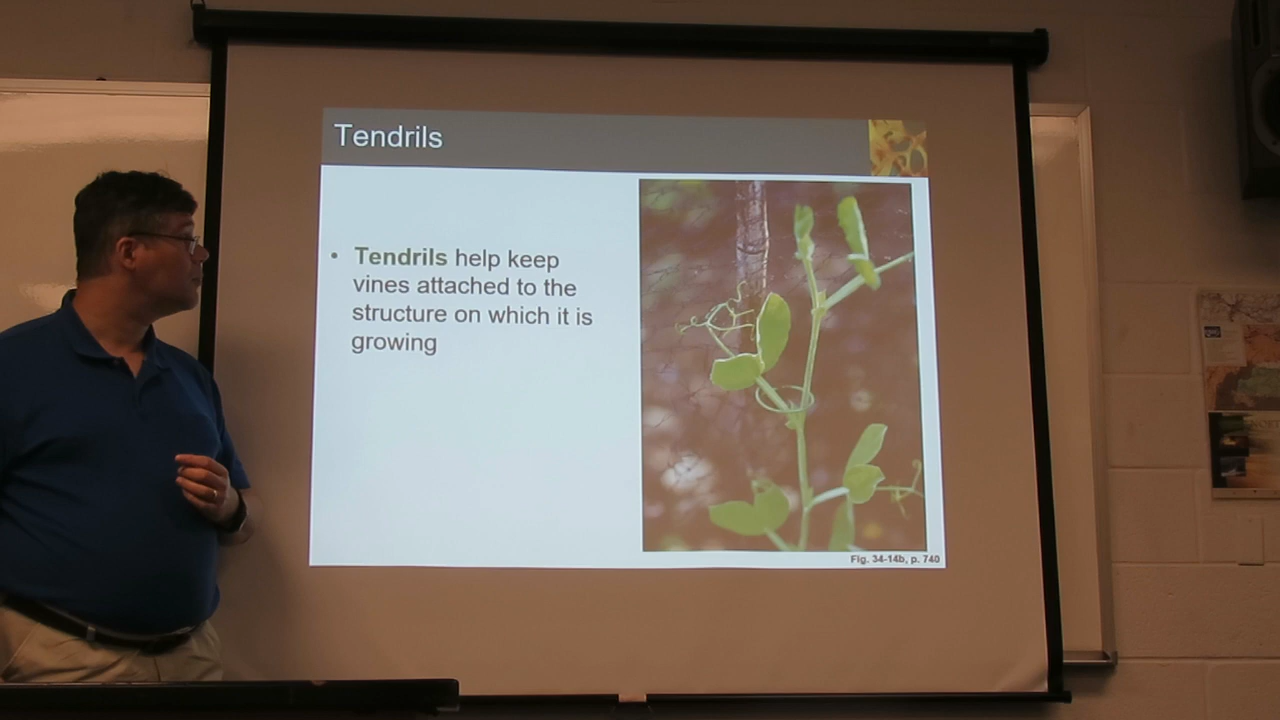 Tendrils
• Tendrils help keep
vines attached to the
structure on which it is
growing
Fig. 34-14b, p. 740